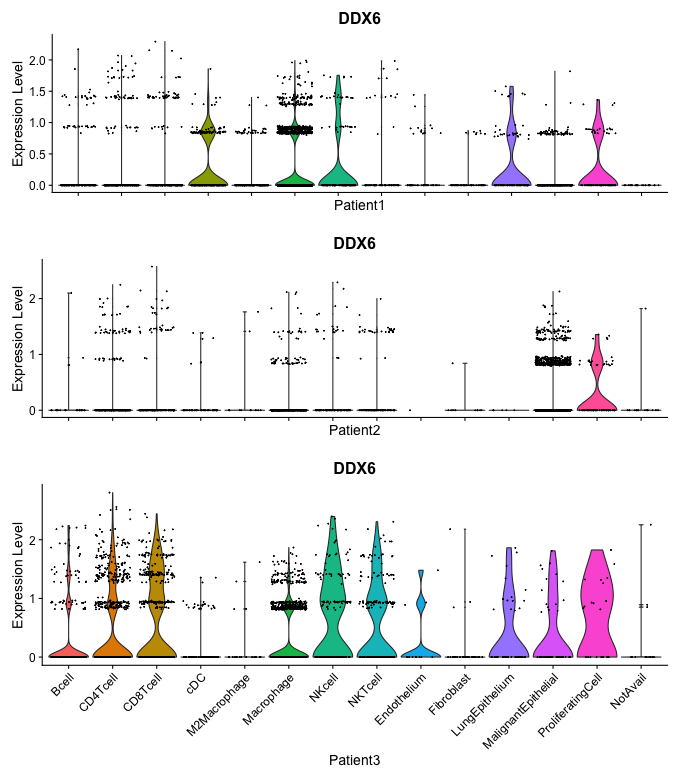 DDX6
Expression Level
2.0
1.5
1.0
0.5
0.0
Patient1
DDX6
Expression Level
2
1
0
Patient2
DDX6
Expression Level
2
1
0
Bcell
CD4Tcell
CD8Tcell
cDC
M2Macrophage
Macrophage
NKcell
NKTcell
Endothelium
Fibroblast
LungEpithelium
MalignantEpithelial
ProliferatingCell
NotAvail
Patient3